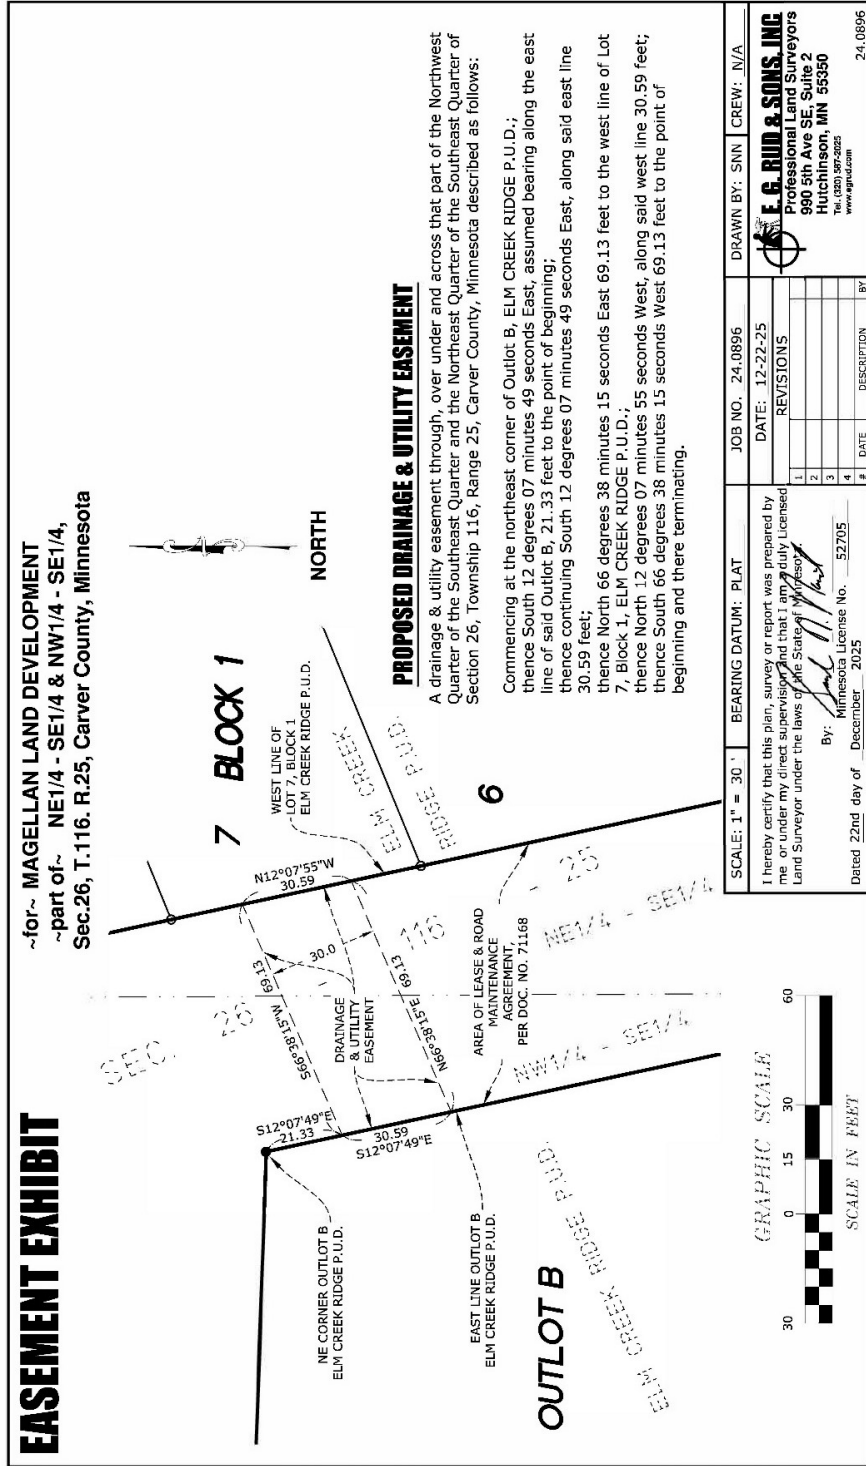 EASEMENT EXHIBIT
~for~ MAGELLAN LAND DEVELOPMENT
~part of~ NE1/4 - SE1/4 & NW1/4 - SE1/4,
Sec.26, T.116. R.25, Carver County, Minnesota
NORTH
7 BLOCK 1
WEST LINE OF
LOT 7, BLOCK 1
ELM CREEK RIDGE P.U.D.
ELM CREEK
RIDGE P.U.D.
6
N12°07'55"W
30.59
SEC. 26 - 116 - 25
S66°38'15"W 69.13
30.0
N66°38'15"E 69.13
DRAINAGE
& UTILITY
EASEMENT
S12°07'49"E
21.33
30.59
S12°07'49"E
NE CORNER OUTLOT B
ELM CREEK RIDGE P.U.D.
AREA OF LEASE & ROAD
MAINTENANCE
AGREEMENT,
PER DOC. NO. 71168
NE1/4 - SE1/4
NW1/4 - SE1/4
EAST LINE OUTLOT B
ELM CREEK RIDGE P.U.D.
OUTLOT B
ELM CREEK RIDGE P.U.D.
PROPOSED DRAINAGE & UTILITY EASEMENT
A drainage & utility easement through, over under and across that part of the Northwest
Quarter of the Southeast Quarter and the Northeast Quarter of the Southeast Quarter of
Section 26, Township 116, Range 25, Carver County, Minnesota described as follows:
Commencing at the northeast corner of Outlot B, ELM CREEK RIDGE P.U.D.;
thence South 12 degrees 07 minutes 49 seconds East, assumed bearing along the east
line of said Outlot B, 21.33 feet to the point of beginning;
thence continuing South 12 degrees 07 minutes 49 seconds East, along said east line
30.59 feet;
thence North 66 degrees 38 minutes 15 seconds East 69.13 feet to the west line of Lot
7, Block 1, ELM CREEK RIDGE P.U.D.;
thence North 12 degrees 07 minutes 55 seconds West, along said west line 30.59 feet;
thence South 66 degrees 38 minutes 15 seconds West 69.13 feet to the point of
beginning and there terminating.
GRAPHIC SCALE
30 0 15 30 60
SCALE IN FEET
SCALE: 1" = 30 '
BEARING DATUM: PLAT
JOB NO. 24.0896
DRAWN BY: SNN
CREW: N/A
I hereby certify that this plan, survey or report was prepared by
me or under my direct supervision and that I am a duly Licensed
Land Surveyor under the laws of the State of Minnesota.
By:
Minnesota License No. 52705
Dated 22nd day of December 2025
DATE: 12-22-25
REVISIONS
1
2
3
4
# DATE DESCRIPTION BY
E. G. RUD & SONS, INC
Professional Land Surveyors
990 5th Ave SE, Suite 2
Hutchinson, MN 55350
Tel. (320) 587-2025
www.egrud.com
24.0896